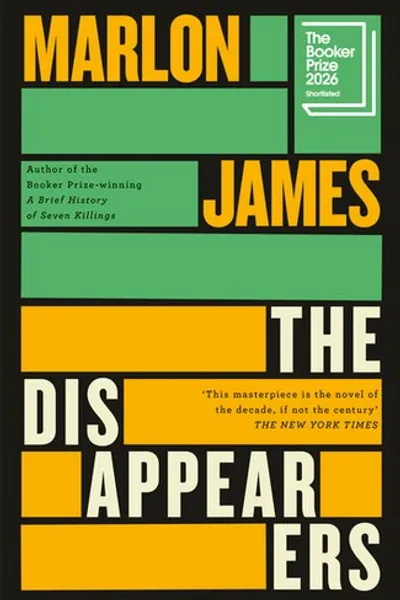 MARLON
The
Booker
Prize
2026
Shortlisted
Author of the
Booker Prize-winning
A Brief History
of Seven Killings
JAMES
THE
DIS
‘This masterpiece is the novel of
the decade, if not the century’
THE NEW YORK TIMES
APPEAR
ERS